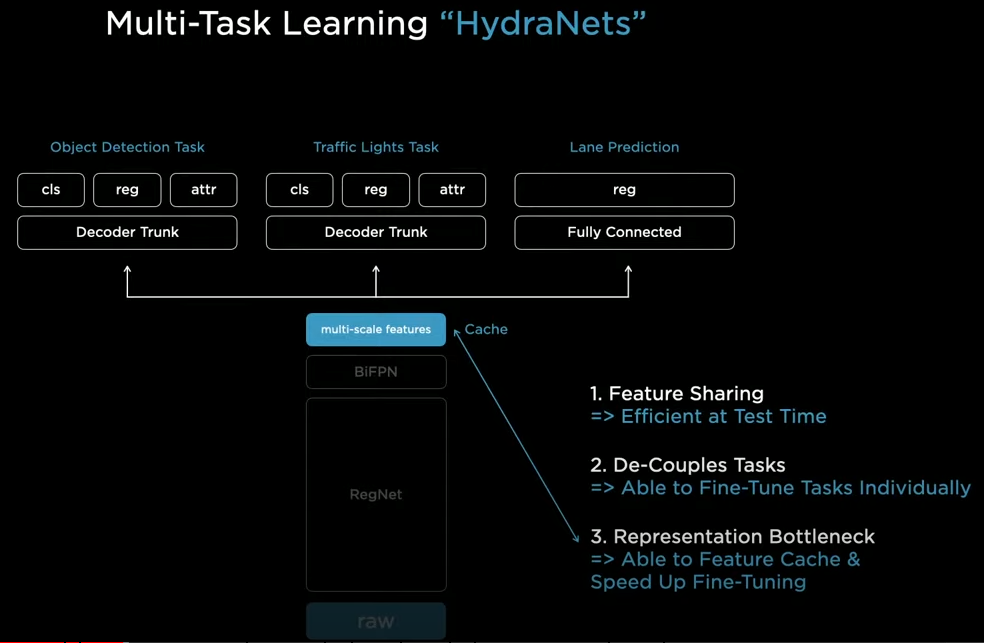 Multi-Task Learning “HydraNets”
Object Detection Task
Traffic Lights Task
Lane Prediction
cls
reg
attr
cls
reg
attr
reg
Decoder Trunk
Decoder Trunk
Fully Connected
multi-scale features
Cache
BiFPN
RegNet
raw
1. Feature Sharing
=> Efficient at Test Time
2. De-Couples Tasks
=> Able to Fine-Tune Tasks Individually
3. Representation Bottleneck
=> Able to Feature Cache &
Speed Up Fine-Tuning